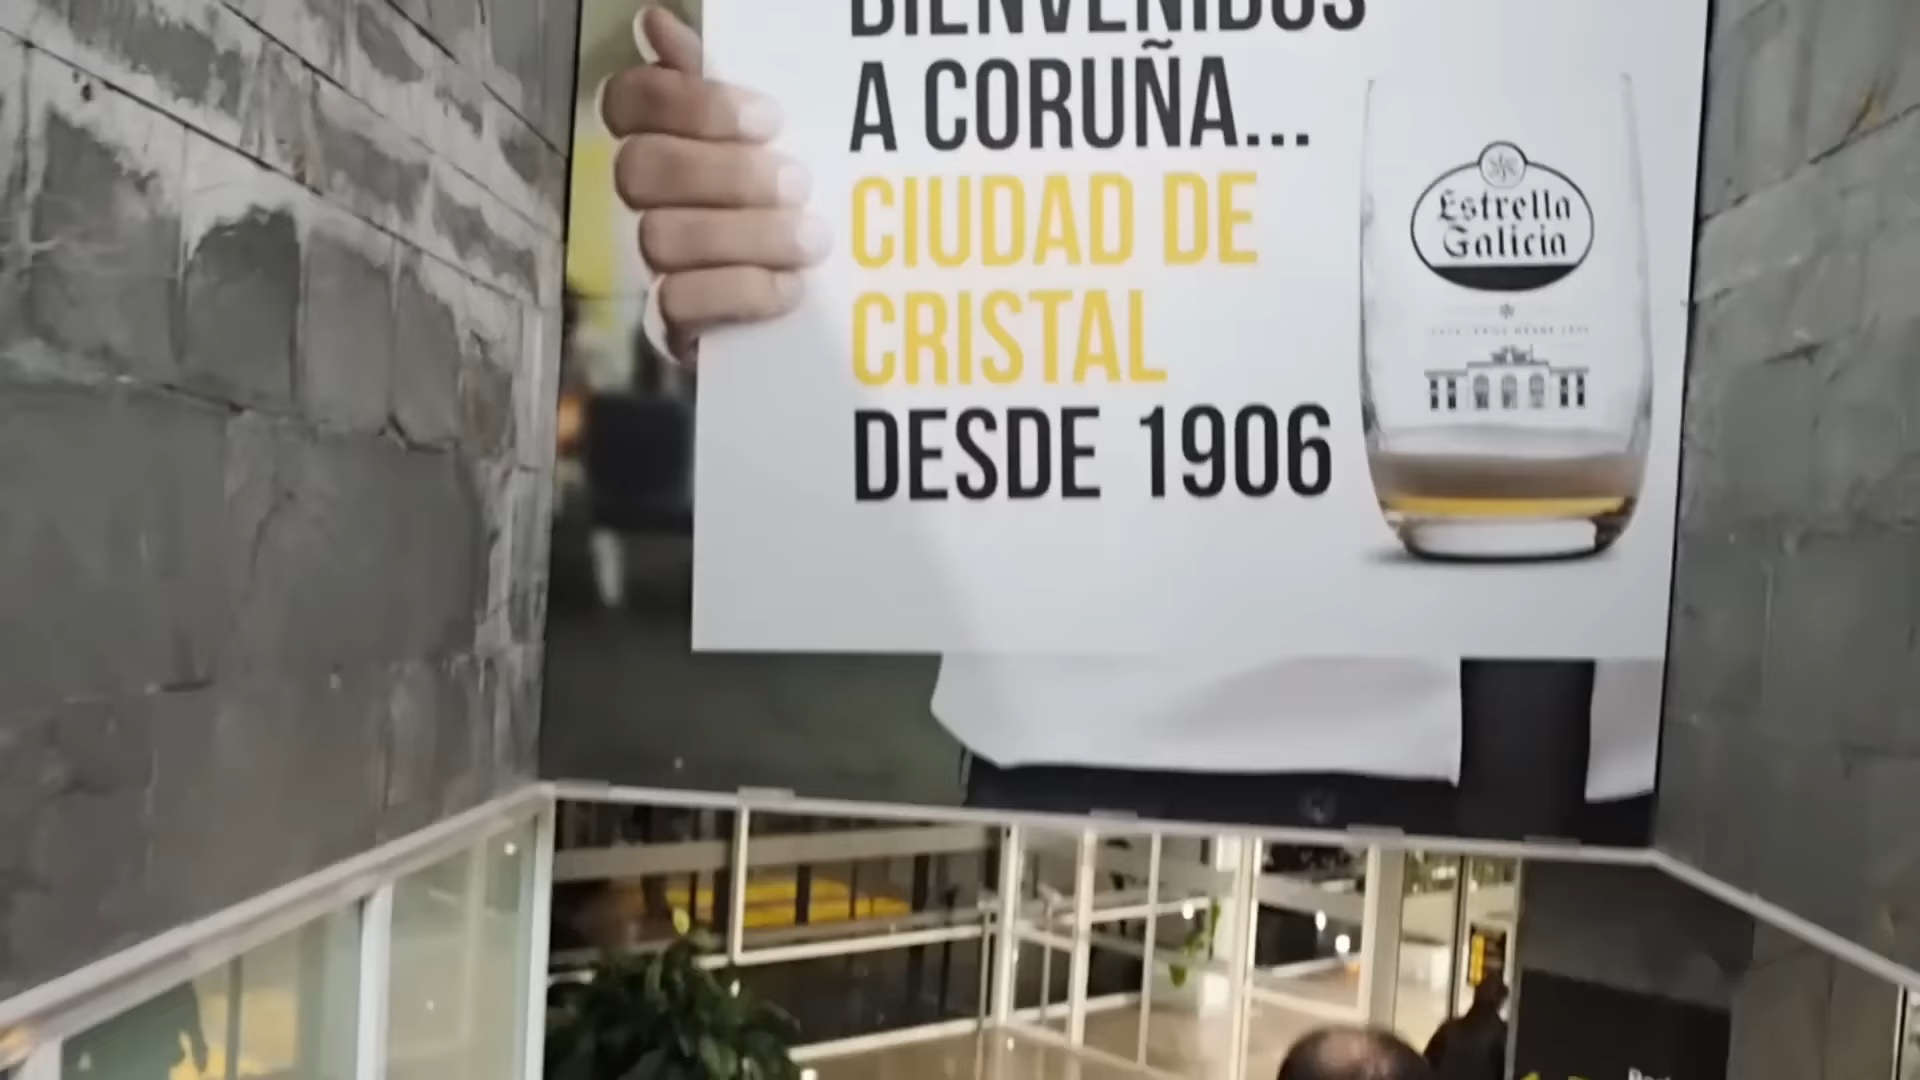 BIENVENIDOS
A CORUÑA...
CIUDAD DE
CRISTAL
DESDE 1906
Estrella
Galicia